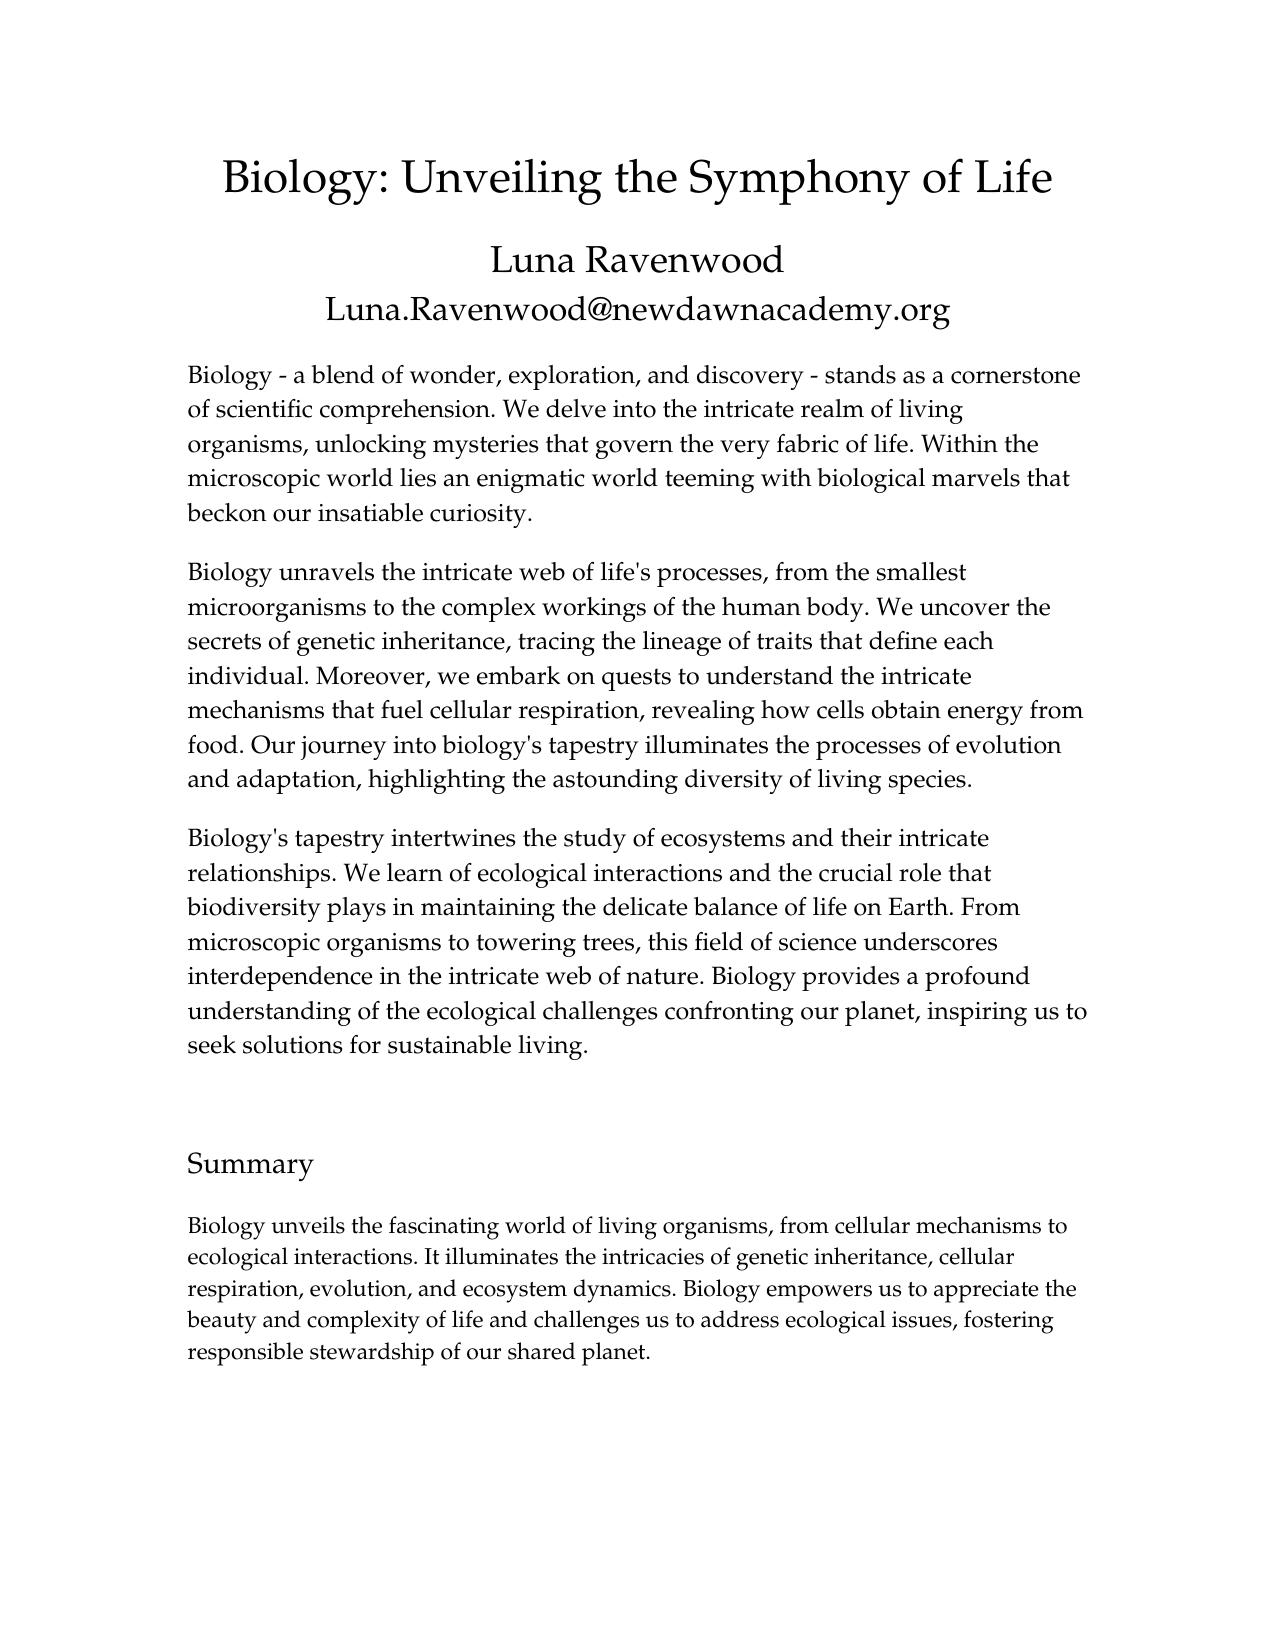 Biology: Unveiling the Symphony of Life
Luna Ravenwood
Luna.Ravenwood@newdawnacademy.org
Biology - a blend of wonder, exploration, and discovery - stands as a cornerstone
of scientific comprehension. We delve into the intricate realm of living
organisms, unlocking mysteries that govern the very fabric of life. Within the
microscopic world lies an enigmatic world teeming with biological marvels that
beckon our insatiable curiosity.
Biology unravels the intricate web of life's processes, from the smallest
microorganisms to the complex workings of the human body. We uncover the
secrets of genetic inheritance, tracing the lineage of traits that define each
individual. Moreover, we embark on quests to understand the intricate
mechanisms that fuel cellular respiration, revealing how cells obtain energy from
food. Our journey into biology's tapestry illuminates the processes of evolution
and adaptation, highlighting the astounding diversity of living species.
Biology's tapestry intertwines the study of ecosystems and their intricate
relationships. We learn of ecological interactions and the crucial role that
biodiversity plays in maintaining the delicate balance of life on Earth. From
microscopic organisms to towering trees, this field of science underscores
interdependence in the intricate web of nature. Biology provides a profound
understanding of the ecological challenges confronting our planet, inspiring us to
seek solutions for sustainable living.
Summary
Biology unveils the fascinating world of living organisms, from cellular mechanisms to
ecological interactions. It illuminates the intricacies of genetic inheritance, cellular
respiration, evolution, and ecosystem dynamics. Biology empowers us to appreciate the
beauty and complexity of life and challenges us to address ecological issues, fostering
responsible stewardship of our shared planet.